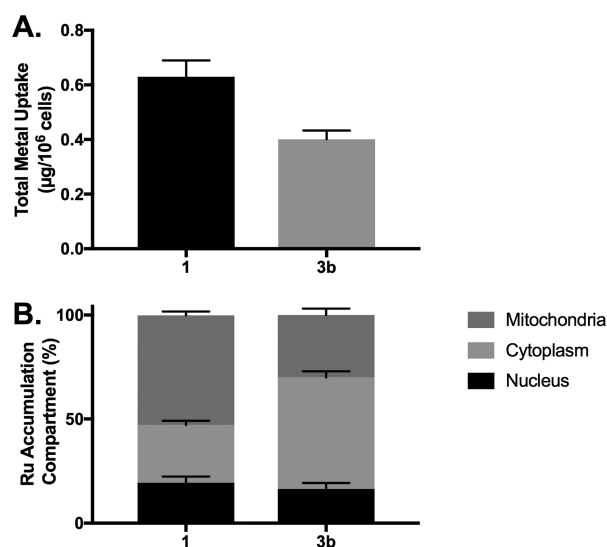 A.
Total Metal Uptake
(µg/10⁶ cells)
0.8
0.6
0.4
0.2
0.0
1
3b
B.
Ru Accumulation
Compartment (%)
100
50
0
1
3b
Mitochondria
Cytoplasm
Nucleus